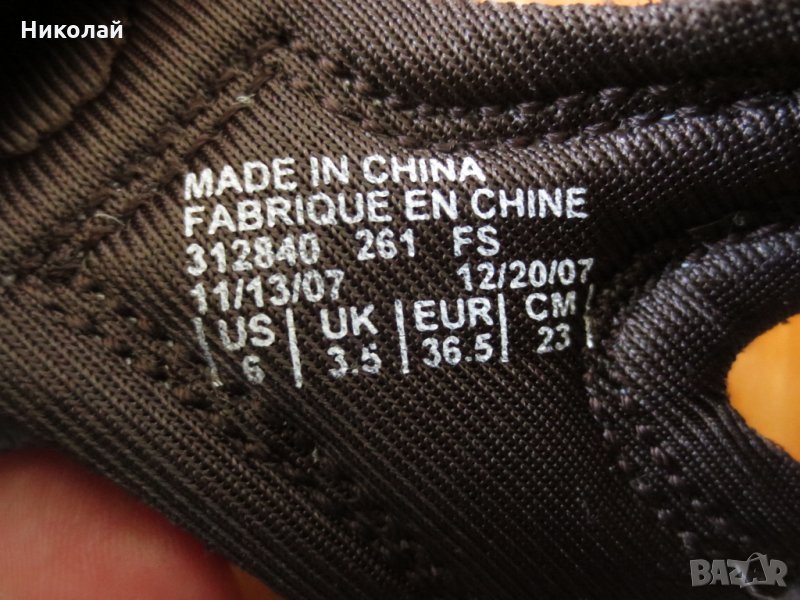 Николай
MADE IN CHINA
FABRIQUE EN CHINE
312840 261 FS
11/13/07 12/20/07
|US| UK |EUR| CM|
6 3.5 36.5 23
BAZAR